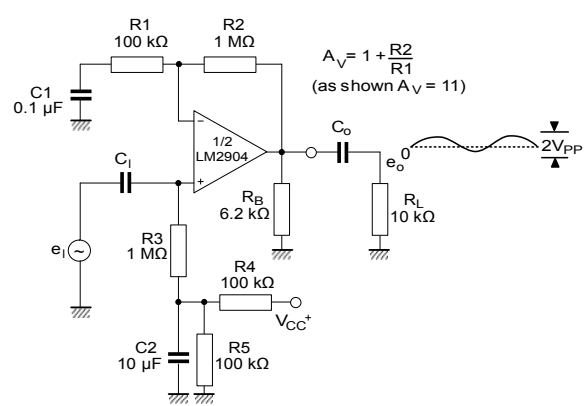 R1
100 kΩ
R2
1 MΩ
A_V = 1 + R2/R1
(as shown A_V = 11)
C1
0.1 µF
1/2
LM2904
−
+
C_I
C_o
e_o
0
2V_PP
R_B
6.2 kΩ
R_L
10 kΩ
e_I
~
R3
1 MΩ
R4
100 kΩ
V_CC+
C2
10 µF
R5
100 kΩ